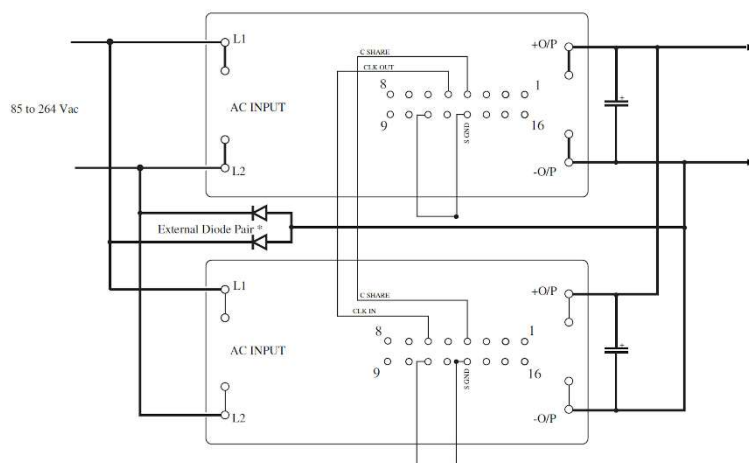 L1
C SHARE
+O/P
CLK OUT
8
1
85 to 264 Vac
AC INPUT
+
9
16
S GND
L2
-O/P
External Diode Pair *
L1
C SHARE
+O/P
CLK IN
8
1
AC INPUT
+
9
16
S GND
L2
-O/P